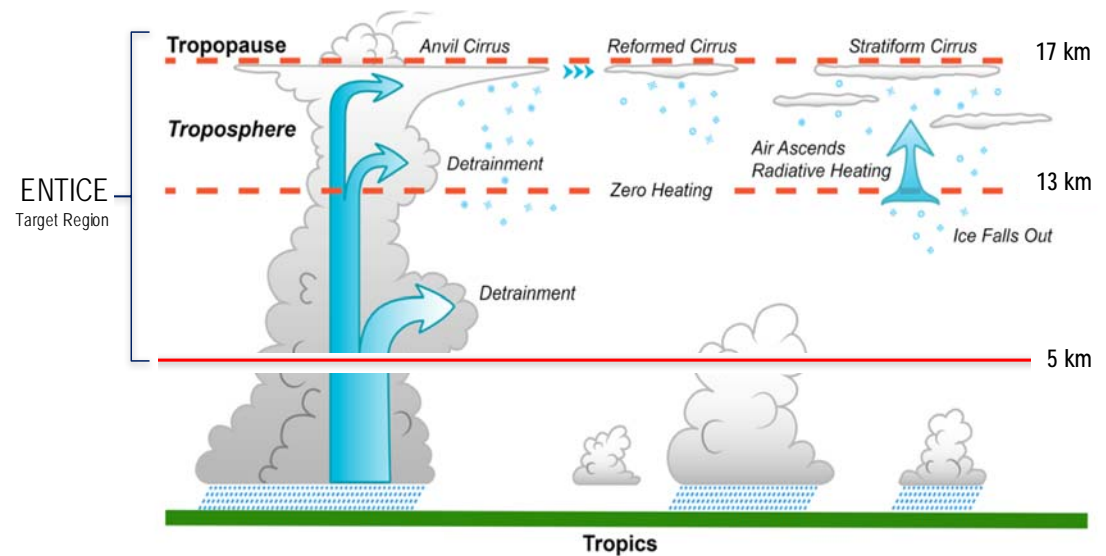 Tropopause
Anvil Cirrus
Reformed Cirrus
Stratiform Cirrus
17 km
Troposphere
Detrainment
Air Ascends
Radiative Heating
Zero Heating
13 km
ENTICE
Target Region
Ice Falls Out
Detrainment
5 km
Tropics